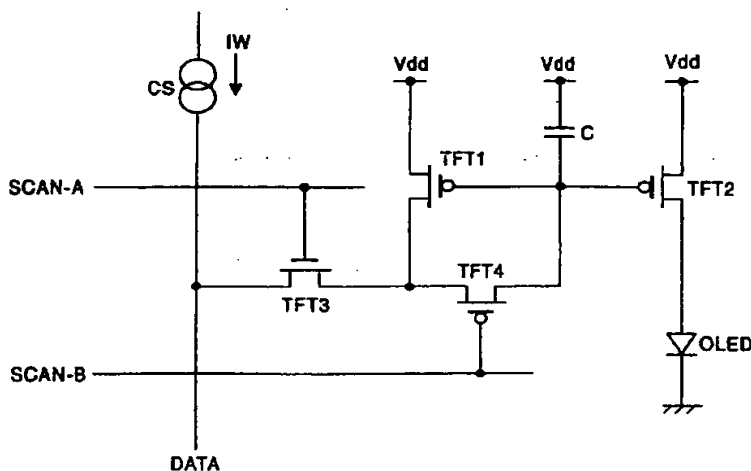 IW
CS
Vdd
Vdd
Vdd
C
TFT1
SCAN-A
TFT2
TFT4
TFT3
OLED
SCAN-B
DATA